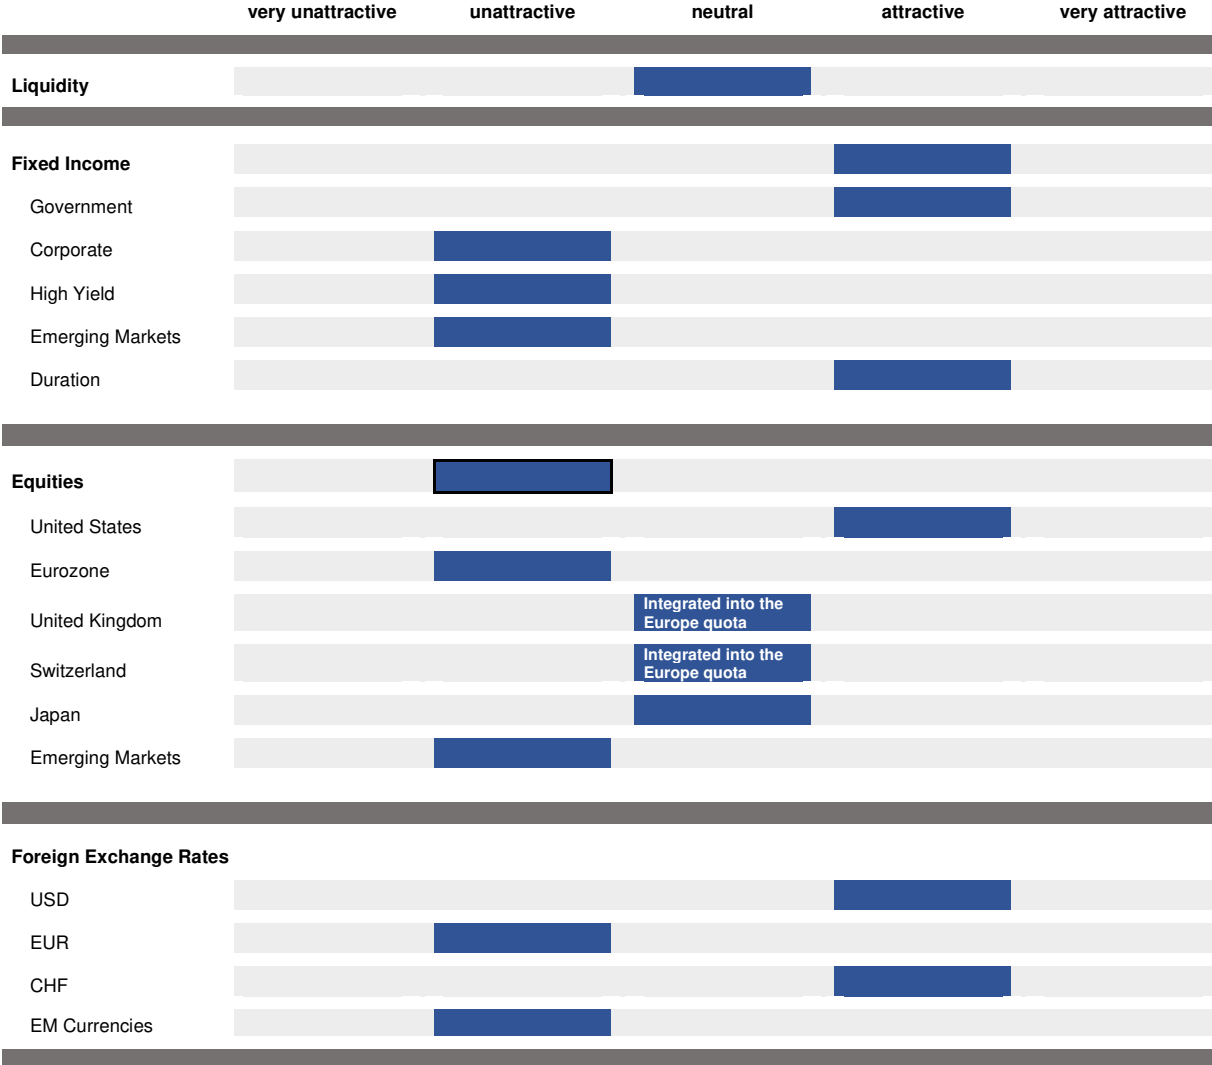 very unattractive unattractive neutral attractive very attractive
Liquidity
Fixed Income
Government
Corporate
High Yield
Emerging Markets
Duration
Equities
United States
Eurozone
United Kingdom
Integrated into the
Europe quota
Switzerland
Integrated into the
Europe quota
Japan
Emerging Markets
Foreign Exchange Rates
USD
EUR
CHF
EM Currencies